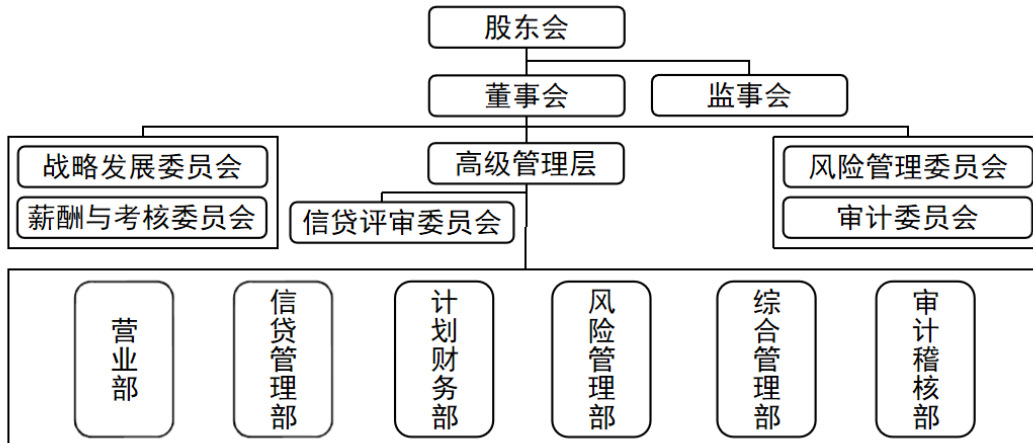 股东会
董事会
监事会
战略发展委员会
薪酬与考核委员会
高级管理层
信贷评审委员会
风险管理委员会
审计委员会
营业部
信贷管理部
计划财务部
风险管理部
综合管理部
审计稽核部